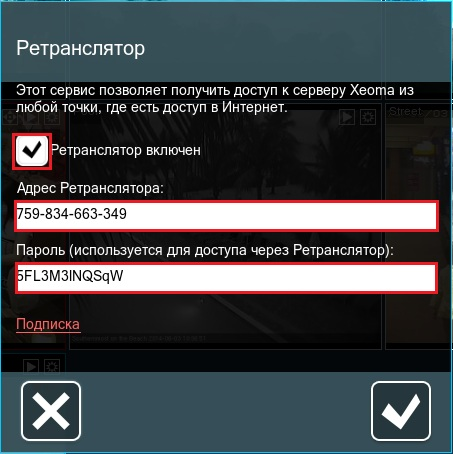 Ретранслятор
Этот сервис позволяет получить доступ к серверу Xeoma из
любой точки, где есть доступ в Интернет.
Street
Ретранслятор включен
Адрес Ретранслятора:
759-834-663-349
Пароль (используется для доступа через Ретранслятор):
5FL3M3lNQSqW
Подписка